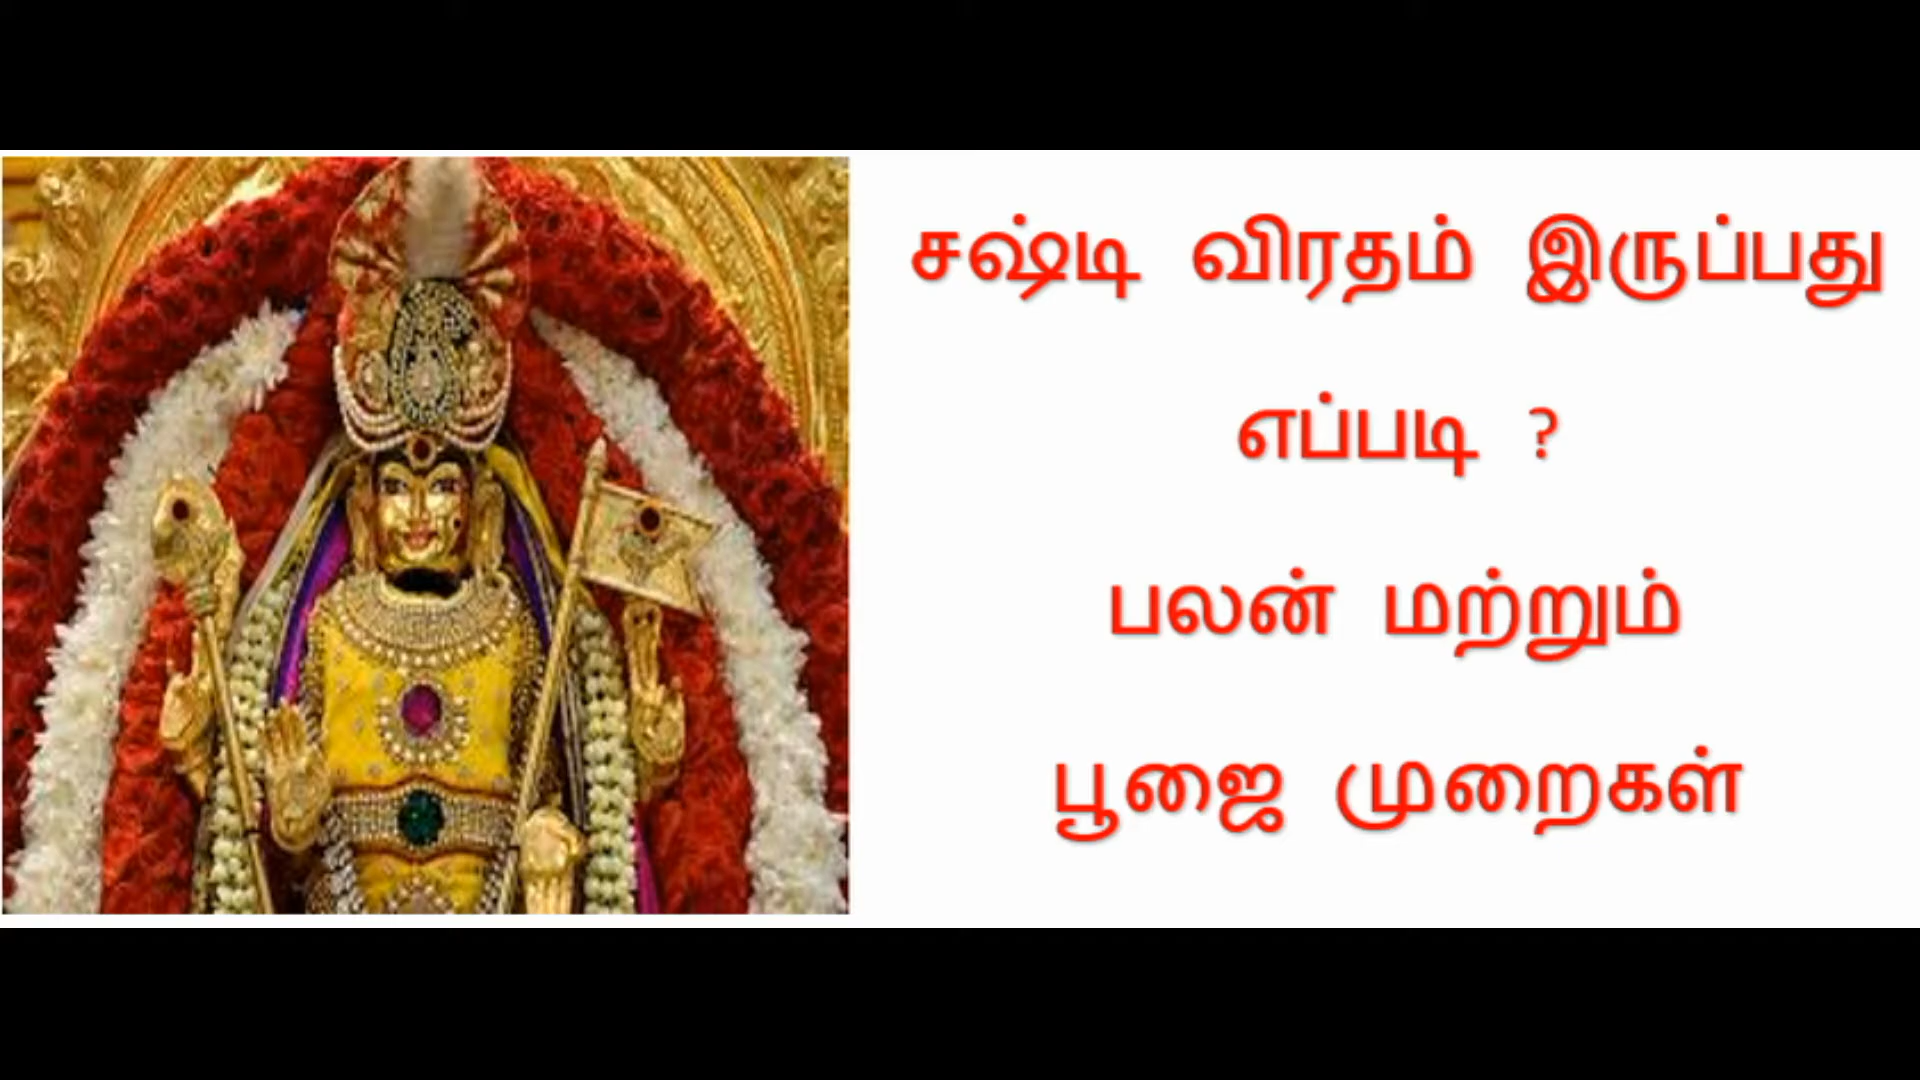 சஷ்டி விரதம் இருப்பது
எப்படி ?
பலன் மற்றும்
பூஜை முறைகள்